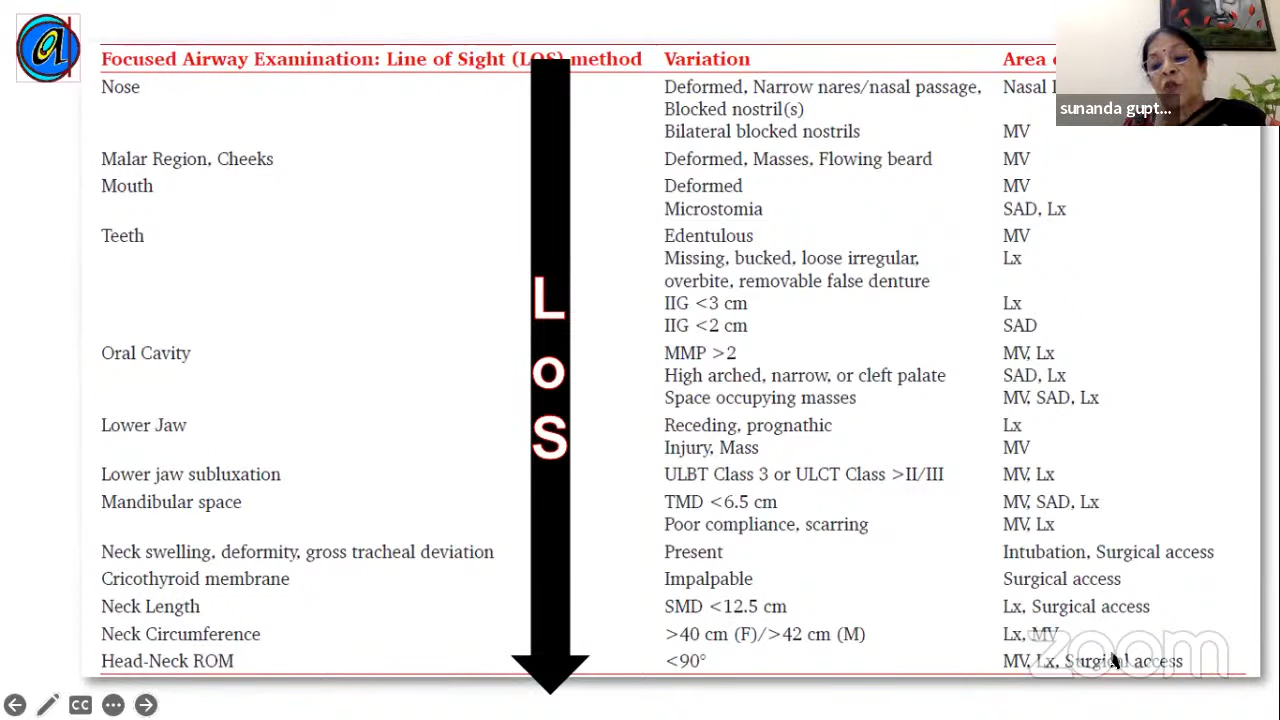 a
Focused Airway Examination: Line of Sight (LOS) method Variation Area
Nose Deformed, Narrow nares/nasal passage, Nasal
Blocked nostril(s)
Bilateral blocked nostrils MV
Malar Region, Cheeks Deformed, Masses, Flowing beard MV
Mouth Deformed MV
Microstomia SAD, Lx
Teeth Edentulous MV
Missing, bucked, loose irregular, Lx
overbite, removable false denture
IIG <3 cm Lx
IIG <2 cm SAD
Oral Cavity MMP >2 MV, Lx
High arched, narrow, or cleft palate SAD, Lx
Space occupying masses MV, SAD, Lx
Lower Jaw Receding, prognathic Lx
Injury, Mass MV
Lower jaw subluxation ULBT Class 3 or ULCT Class >II/III MV, Lx
Mandibular space TMD <6.5 cm MV, SAD, Lx
Poor compliance, scarring MV, Lx
Neck swelling, deformity, gross tracheal deviation Present Intubation, Surgical access
Cricothyroid membrane Impalpable Surgical access
Neck Length SMD <12.5 cm Lx, Surgical access
Neck Circumference >40 cm (F)/>42 cm (M) Lx, MV
Head-Neck ROM <90° MV, Lx, Surgical access
L
o
S
sunanda gupt...
zoom
CC